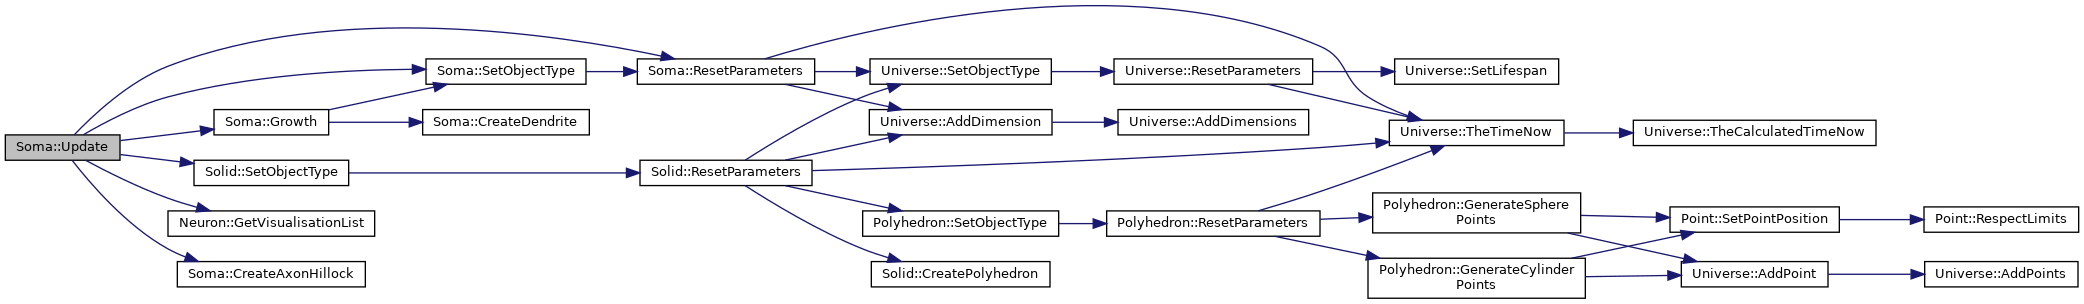 Soma::Update
Soma::SetObjectType
Soma::Growth
Solid::SetObjectType
Neuron::GetVisualisationList
Soma::CreateAxonHillock
Soma::CreateDendrite
Soma::ResetParameters
Solid::ResetParameters
Universe::SetObjectType
Universe::AddDimension
Polyhedron::SetObjectType
Solid::CreatePolyhedron
Universe::ResetParameters
Universe::AddDimensions
Polyhedron::ResetParameters
Universe::SetLifespan
Universe::TheTimeNow
Polyhedron::GenerateSphere
Points
Polyhedron::GenerateCylinder
Points
Universe::TheCalculatedTimeNow
Point::SetPointPosition
Universe::AddPoint
Point::RespectLimits
Universe::AddPoints